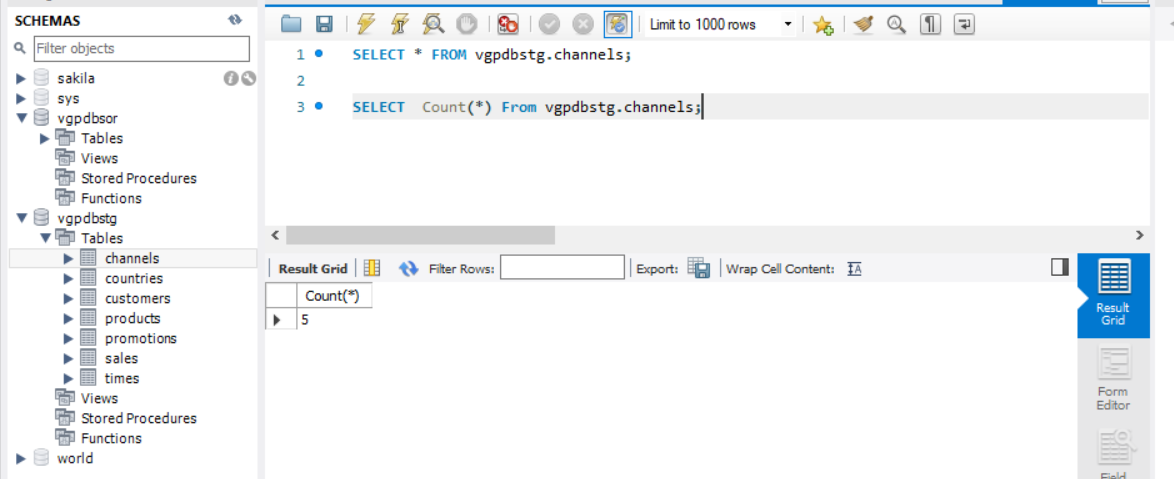 SCHEMAS
Filter objects
sakila
sys
vgpdbsor
Tables
Views
Stored Procedures
Functions
vgpdbstg
Tables
channels
countries
customers
products
promotions
sales
times
Views
Stored Procedures
Functions
world
Limit to 1000 rows
1 SELECT * FROM vgpdbstg.channels;
2
3 SELECT  Count(*) From vgpdbstg.channels;
Result Grid Filter Rows: Export: Wrap Cell Content:
Count(*)
5
Result
Grid
Form
Editor
Field